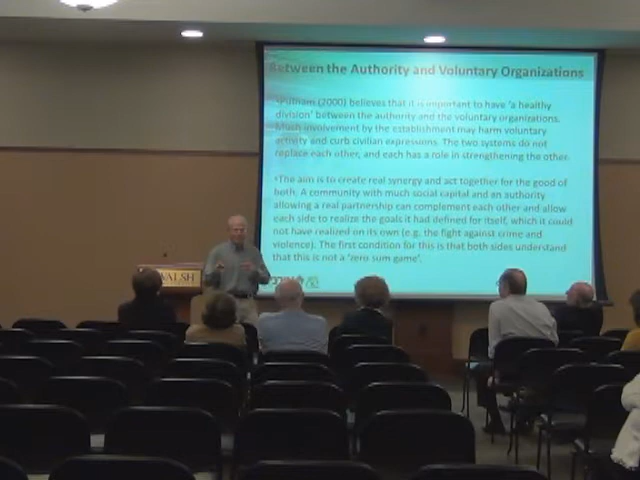 Between the Authority and Voluntary Organizations
•Putnam (2000) believes that it is important to have 'a healthy
division' between the authority and the voluntary organizations.
Much involvement by the establishment may harm voluntary
activity and curb civilian expressions. The two systems do not
replace each other, and each has a role in strengthening the other.
•The aim is to create real synergy and act together for the good of
both. A community with much social capital and an authority
allowing a real partnership can complement each other and allow
each side to realize the goals it had defined for itself, which it could
not have realized on its own (e.g. the fight against crime and
violence). The first condition for this is that both sides understand
that this is not a 'zero sum game'.
WALSH